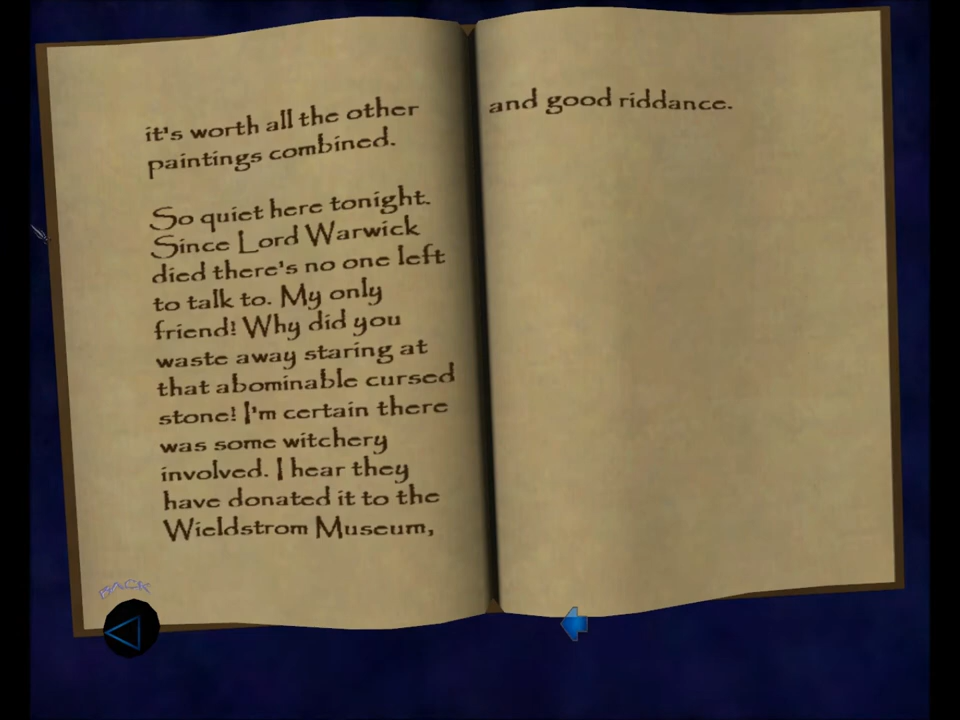 it's worth all the other
paintings combined.
So quiet here tonight.
Since Lord Warwick
died there's no one left
to talk to. My only
friend! Why did you
waste away staring at
that abominable cursed
stone! I'm certain there
was some witchery
involved. I hear they
have donated it to the
Wieldstrom Museum,
and good riddance.
BACK